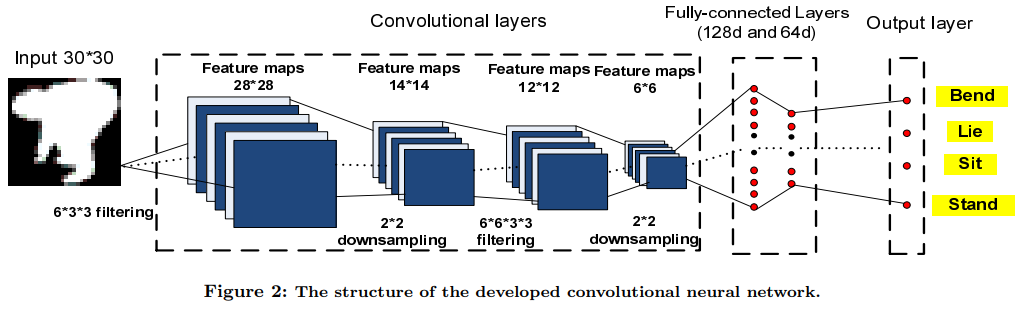 Convolutional layers
Fully-connected Layers
(128d and 64d)
Output layer
Input 30*30
Feature maps
28*28
Feature maps
14*14
Feature maps
12*12
Feature maps
6*6
Bend
Lie
Sit
Stand
6*3*3 filtering
2*2
downsampling
6*6*3*3
filtering
2*2
downsampling
Figure 2: The structure of the developed convolutional neural network.